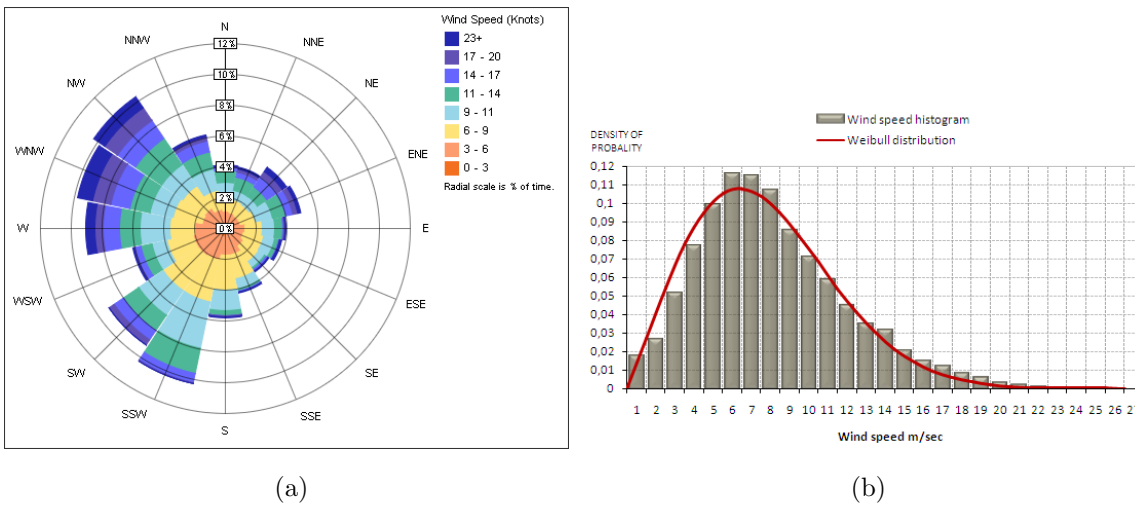 N
NNE
NE
ENE
E
ESE
SE
SSE
S
SSW
SW
WSW
W
WNW
NW
NNW
12%
10%
8%
6%
4%
2%
0%
Wind Speed (Knots)
23+
17 - 20
14 - 17
11 - 14
9 - 11
6 - 9
3 - 6
0 - 3
Radial scale is % of time.
(a)
Wind speed histogram
Weibull distribution
DENSITY OF
PROBALITY
0,12
0,11
0,1
0,09
0,08
0,07
0,06
0,05
0,04
0,03
0,02
0,01
0
1 2 3 4 5 6 7 8 9 10 11 12 13 14 15 16 17 18 19 20 21 22 23 24 25 26
Wind speed m/sec
(b)